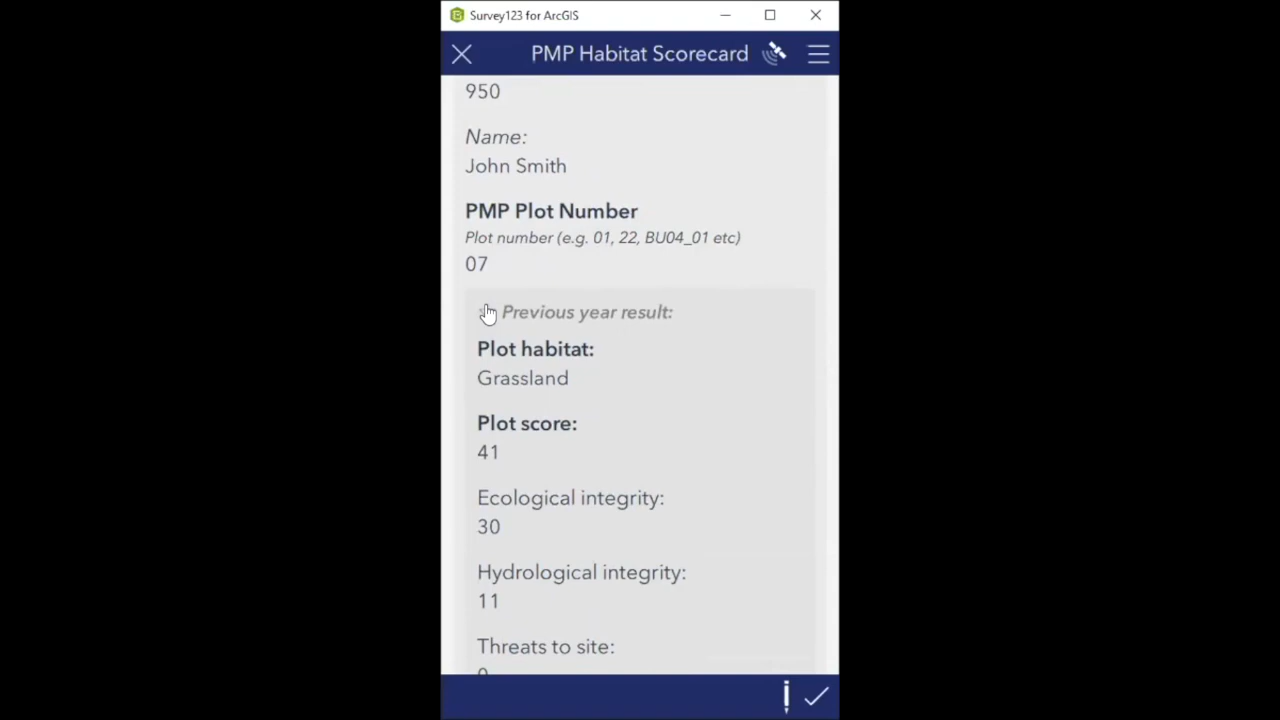 Survey123 for ArcGIS
PMP Habitat Scorecard
950
Name:
John Smith
PMP Plot Number
Plot number (e.g. 01, 22, BU04_01 etc)
07
Previous year result:
Plot habitat:
Grassland
Plot score:
41
Ecological integrity:
30
Hydrological integrity:
11
Threats to site: